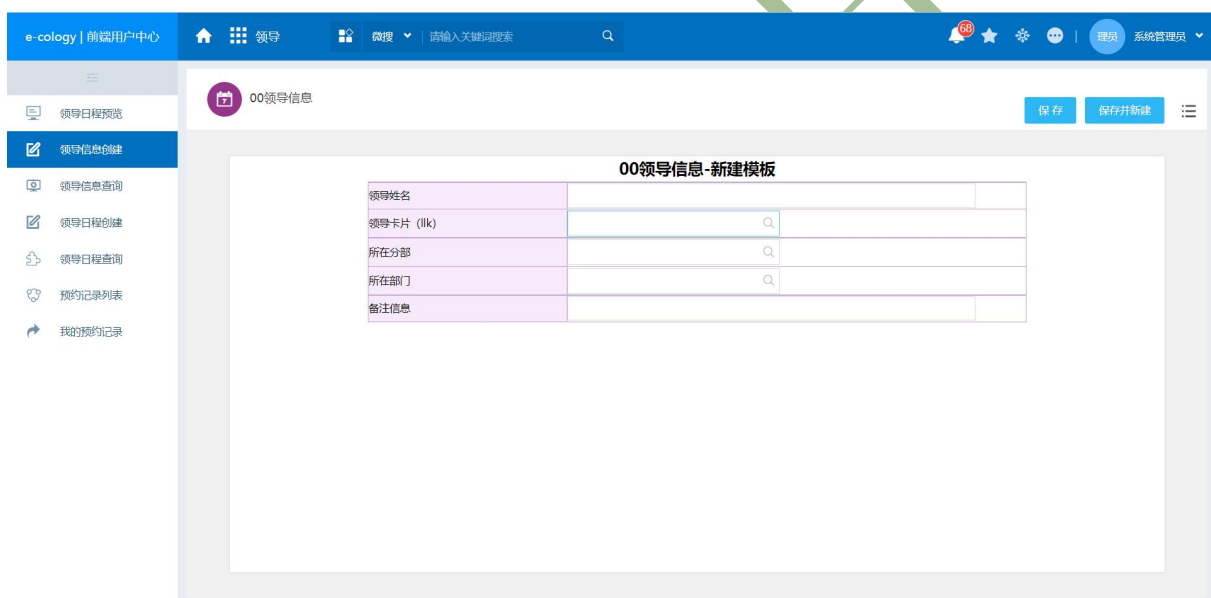 e-cology | 前端用户中心
领导
微搜
请输入关键词搜索
68
理员
系统管理员
领导日程预览
领导信息创建
领导信息查询
领导日程创建
领导日程查询
预约记录列表
我的预约记录
7
00领导信息
保存
保存并新建
00领导信息-新建模板
领导姓名
领导卡片（llk）
所在分部
所在部门
备注信息